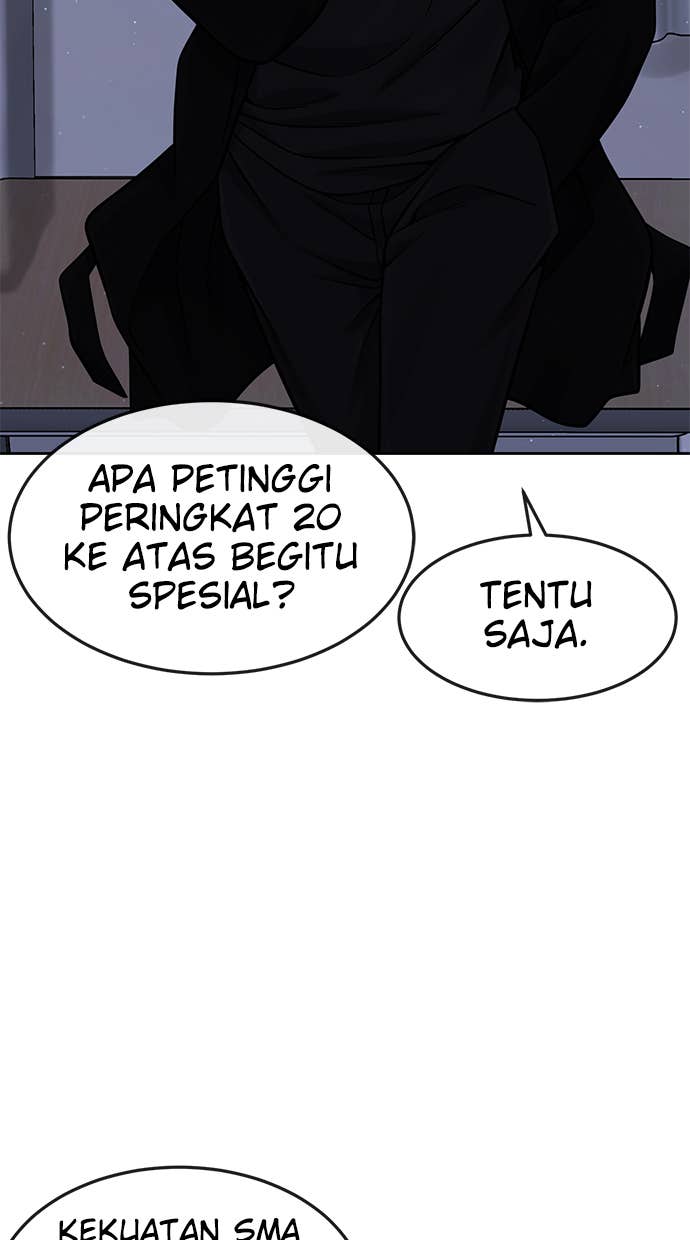 APA PETINGGI
PERINGKAT 20
KE ATAS BEGITU
SPESIAL?
TENTU
SAJA.
KEKUATAN SMA